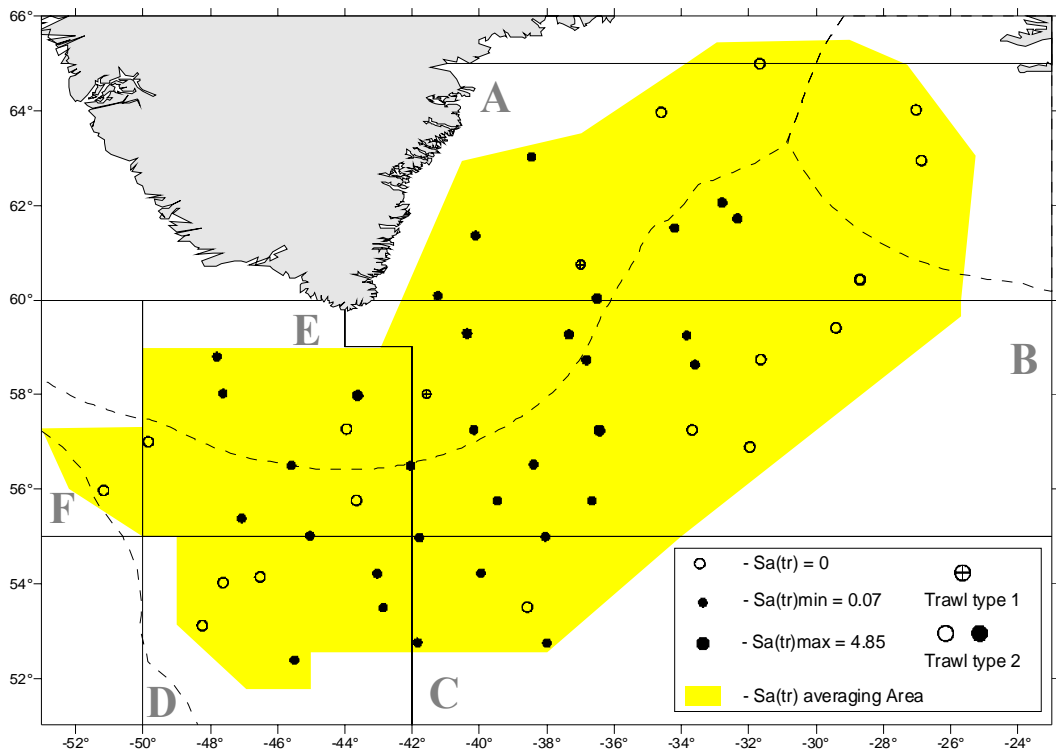 66°
64°
62°
60°
58°
56°
54°
52°
A
B
E
F
D
C
- Sa(tr) = 0
- Sa(tr)min = 0.07
Trawl type 1
- Sa(tr)max = 4.85
Trawl type 2
- Sa(tr) averaging Area
-52 -50 -48 -46 -44 -42 -40 -38 -36 -34 -32 -30 -28 -26 -24